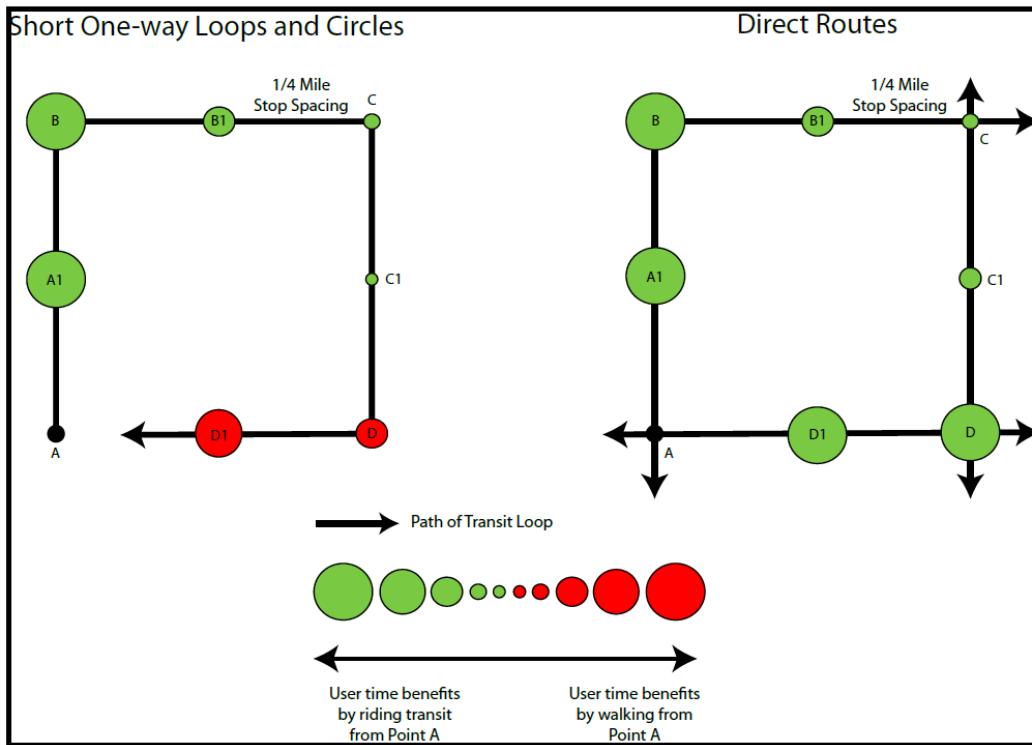 Short One-way Loops and Circles
Direct Routes
1/4 Mile
Stop Spacing
B
B1
C
A1
C1
A
D1
D
1/4 Mile
Stop Spacing
B
B1
C
A1
C1
A
D1
D
Path of Transit Loop
User time benefits
by riding transit
from Point A
User time benefits
by walking from
Point A